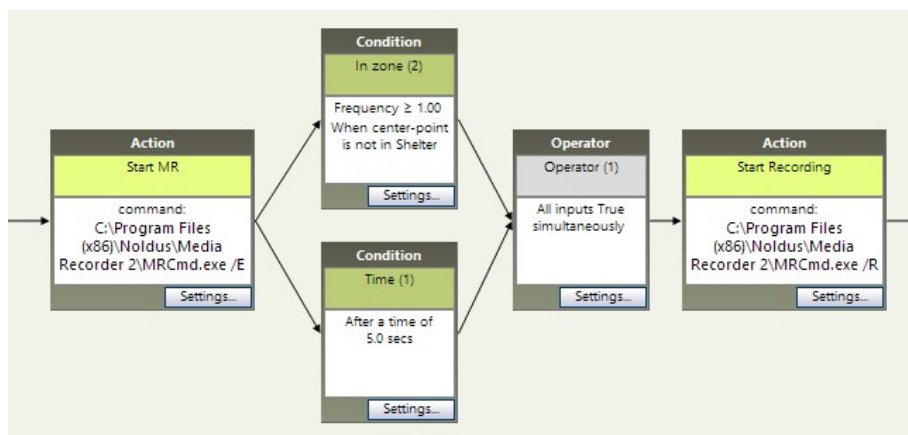 Action
Start MR
command:
C:\Program Files
(x86)\Noldus\Media
Recorder 2\MRCmd.exe /E
Settings...
Condition
In zone (2)
Frequency ≥ 1.00
When center-point
is not in Shelter
Settings...
Condition
Time (1)
After a time of
5.0 secs
Settings...
Operator
Operator (1)
All inputs True
simultaneously
Settings...
Action
Start Recording
command:
C:\Program Files
(x86)\Noldus\Media
Recorder 2\MRCmd.exe /R
Settings...